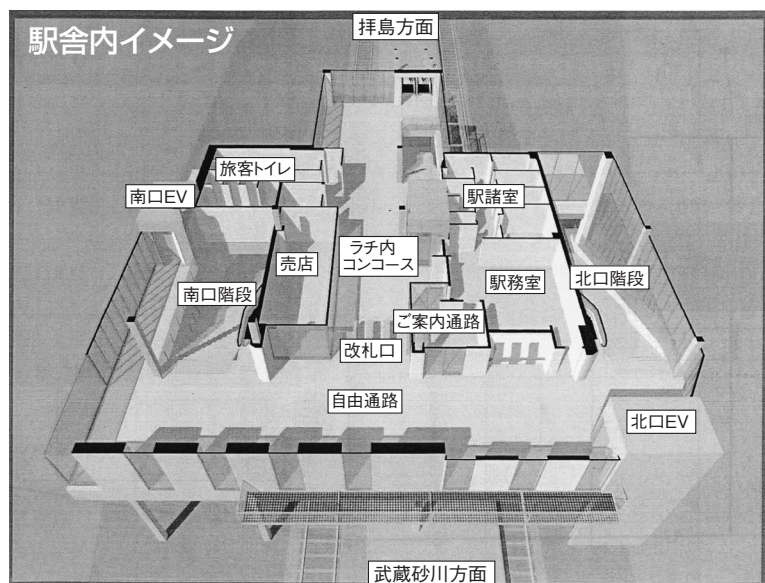 駅舎内イメージ
拝島方面
旅客トイレ
南口EV
駅諸室
売店
ラチ内
コンコース
南口階段
駅務室
北口階段
ご案内通路
改札口
自由通路
北口EV
武蔵砂川方面